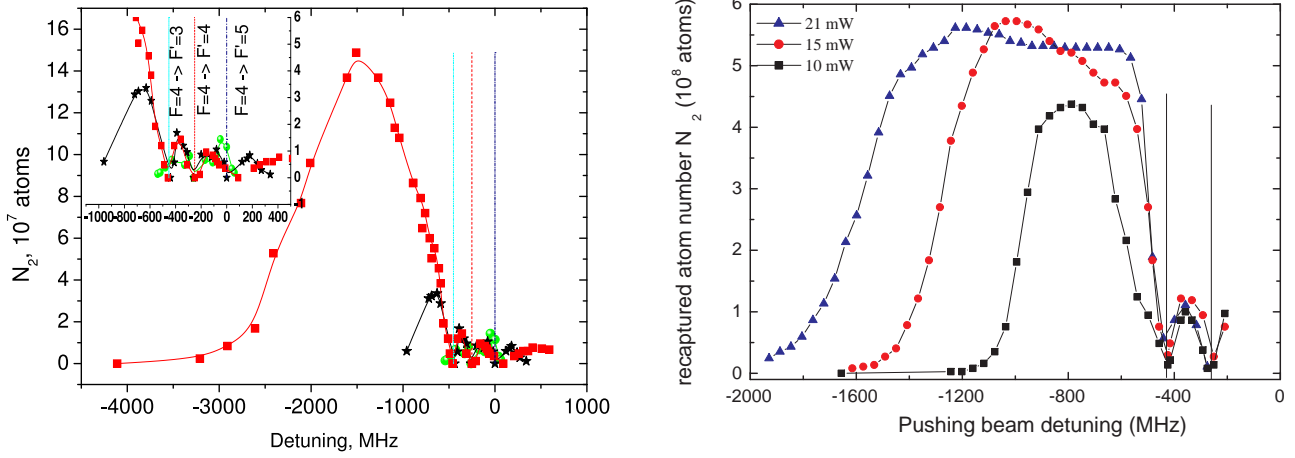 16
14
12
10
8
6
4
2
0
N2, 10^7 atoms
-4000 -3000 -2000 -1000 0 1000
Detuning, MHz
6
5
4
3
2
1
0
-1
-1000 -800 -600 -400 -200 0 200 400
F=4 -> F'=3
F=4 -> F'=4
F=4 -> F'=5
6
5
4
3
2
1
0
recaptured atom number N_2 (10^8 atoms)
21 mW
15 mW
10 mW
-2000 -1600 -1200 -800 -400 0
Pushing beam detuning (MHz)